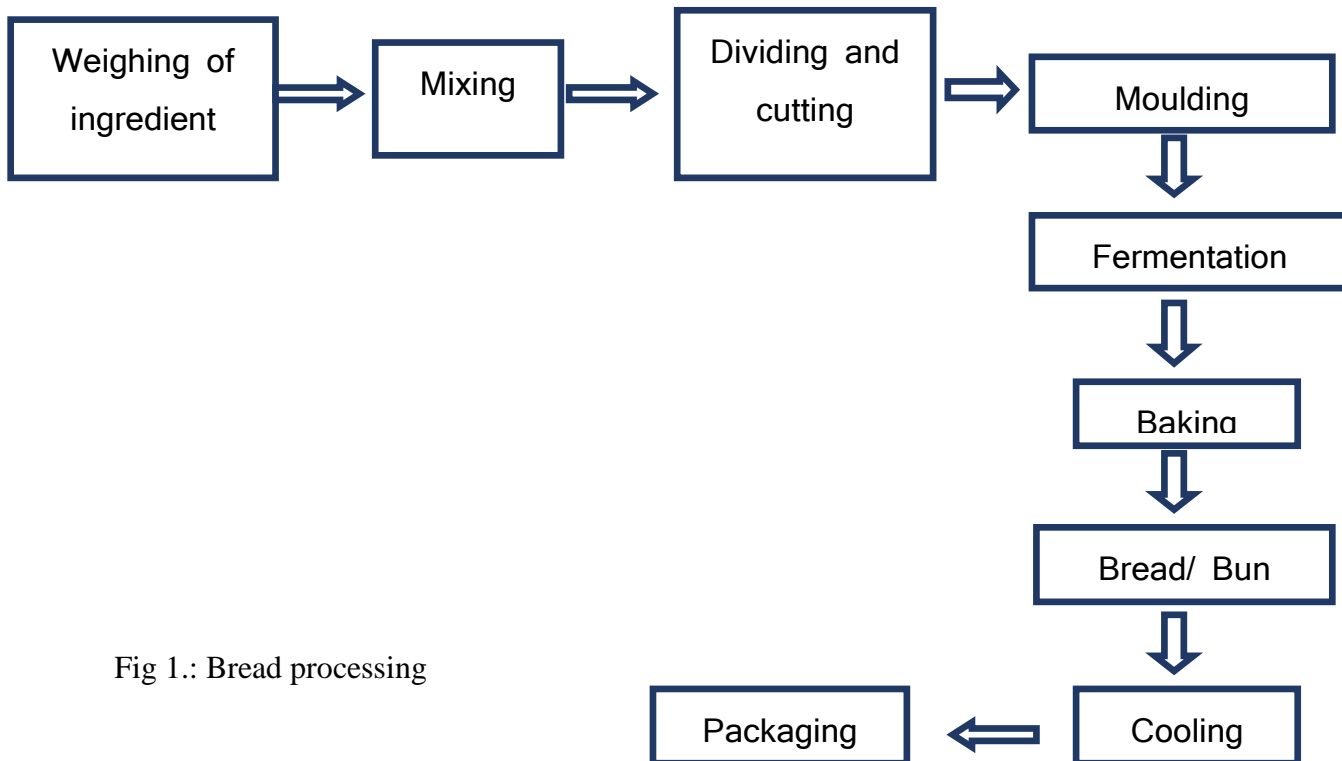 Weighing of
ingredient
Mixing
Dividing and
cutting
Moulding
Fermentation
Baking
Bread/ Bun
Cooling
Packaging
Fig 1.: Bread processing